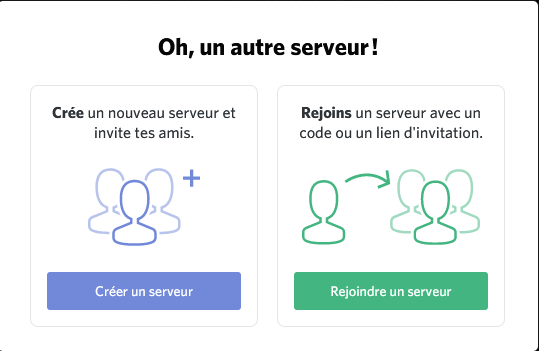 Oh, un autre serveur !
Crée un nouveau serveur et
invite tes amis.
Créer un serveur
Rejoins un serveur avec un
code ou un lien d'invitation.
Rejoindre un serveur